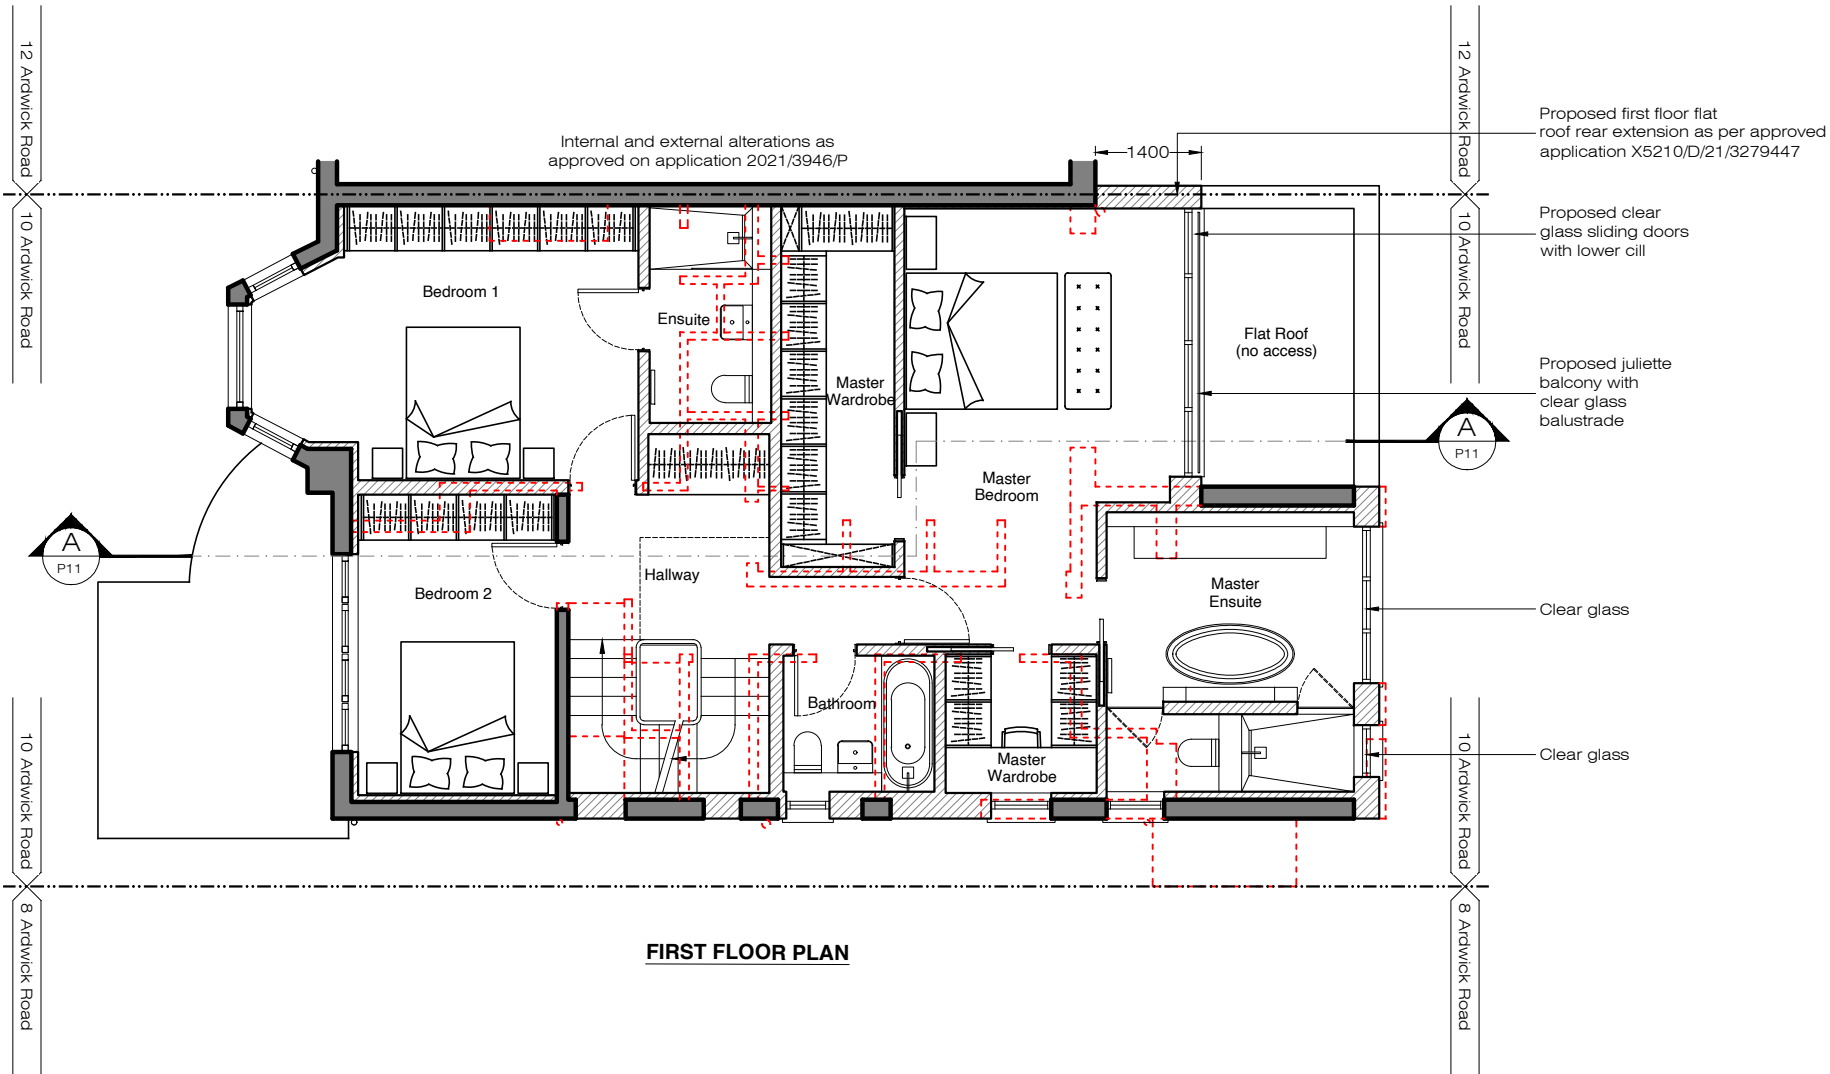 12 Ardwick Road
10 Ardwick Road
12 Ardwick Road
10 Ardwick Road
Internal and external alterations as
approved on application 2021/3946/P
1400
Proposed first floor flat
roof rear extension as per approved
application X5210/D/21/3279447
Proposed clear
glass sliding doors
with lower cill
Proposed juliette
balcony with
clear glass
balustrade
Bedroom 1
Ensuite
Master
Wardrobe
Flat Roof
(no access)
A
P11
Master
Bedroom
A
P11
Hallway
Bedroom 2
Master
Ensuite
Clear glass
Bathroom
Master
Wardrobe
Clear glass
10 Ardwick Road
8 Ardwick Road
10 Ardwick Road
8 Ardwick Road
FIRST FLOOR PLAN